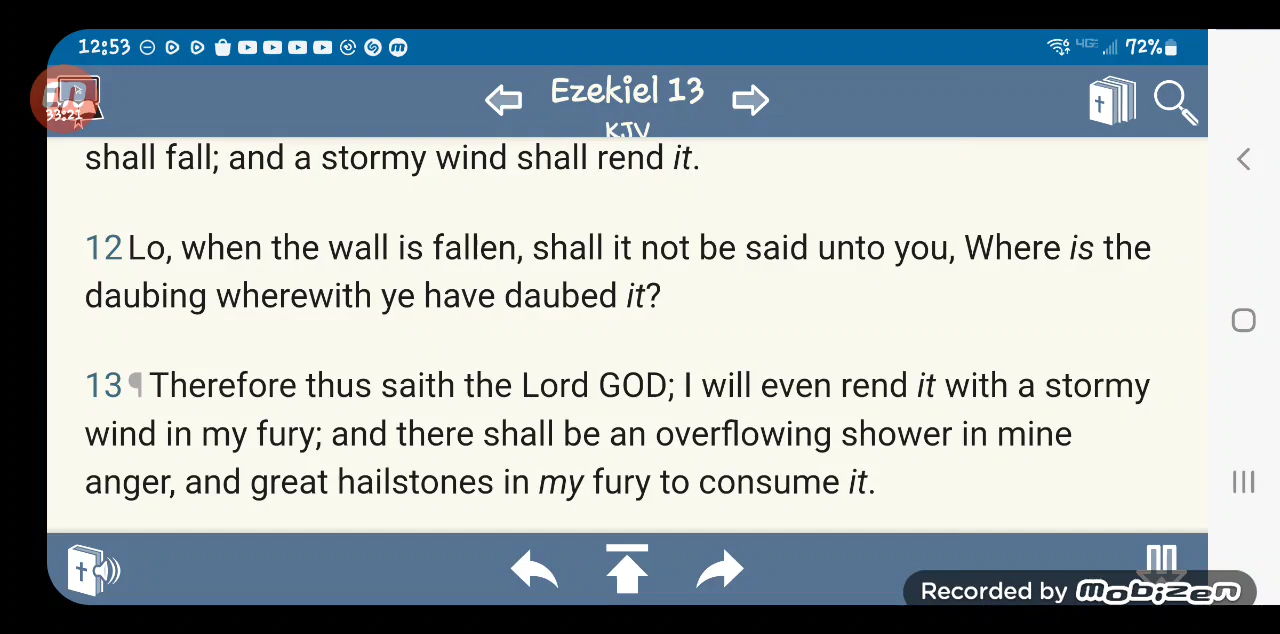 12:53 4GE 72%
Ezekiel 13
33:21
KJV
shall fall; and a stormy wind shall rend it.
12 Lo, when the wall is fallen, shall it not be said unto you, Where is the
daubing wherewith ye have daubed it?
13 ¶ Therefore thus saith the Lord GOD; I will even rend it with a stormy
wind in my fury; and there shall be an overflowing shower in mine
anger, and great hailstones in my fury to consume it.
Recorded by mobizen